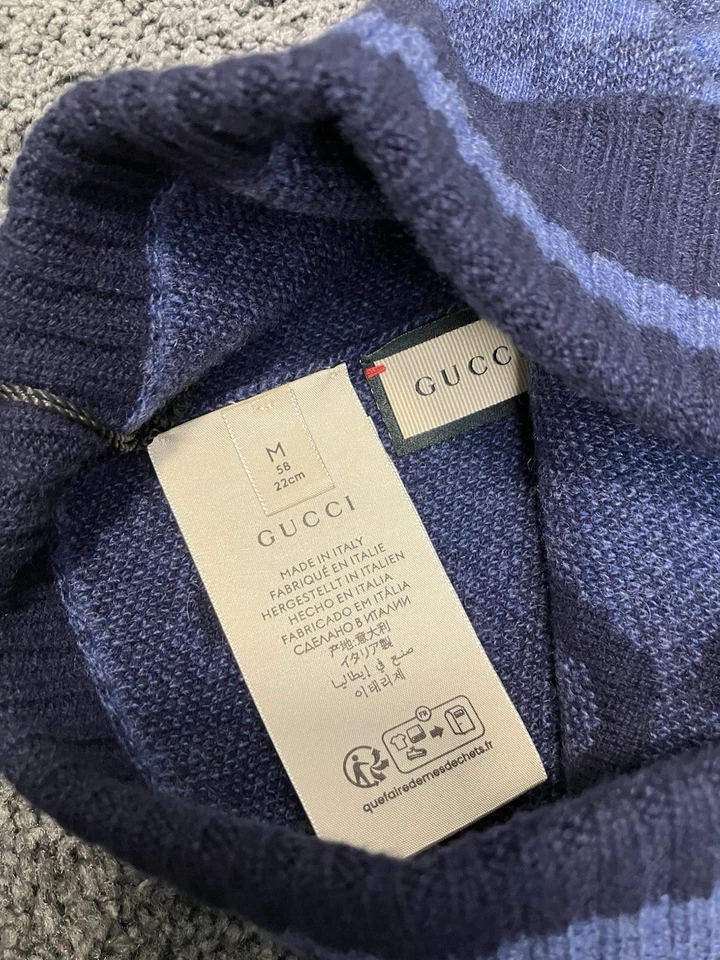 GUCC
M
58
22cm
GUCCI
MADE IN ITALY
FABRIQUÉ EN ITALIE
HERGESTELLT IN ITALIEN
HECHO EN ITALIA
FABRICADO EM ITÁLIA
СДЕЛАНО В ИТАЛИИ
产地:意大利
イタリア製
صنع في إيطاليا
이태리제
FR
quefairedemesdechets.fr